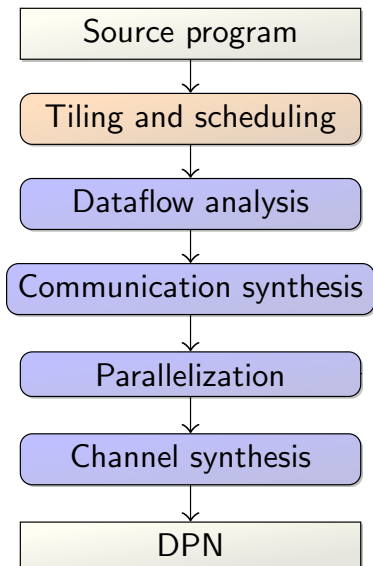 Source program
Tiling and scheduling
Dataflow analysis
Communication synthesis
Parallelization
Channel synthesis
DPN